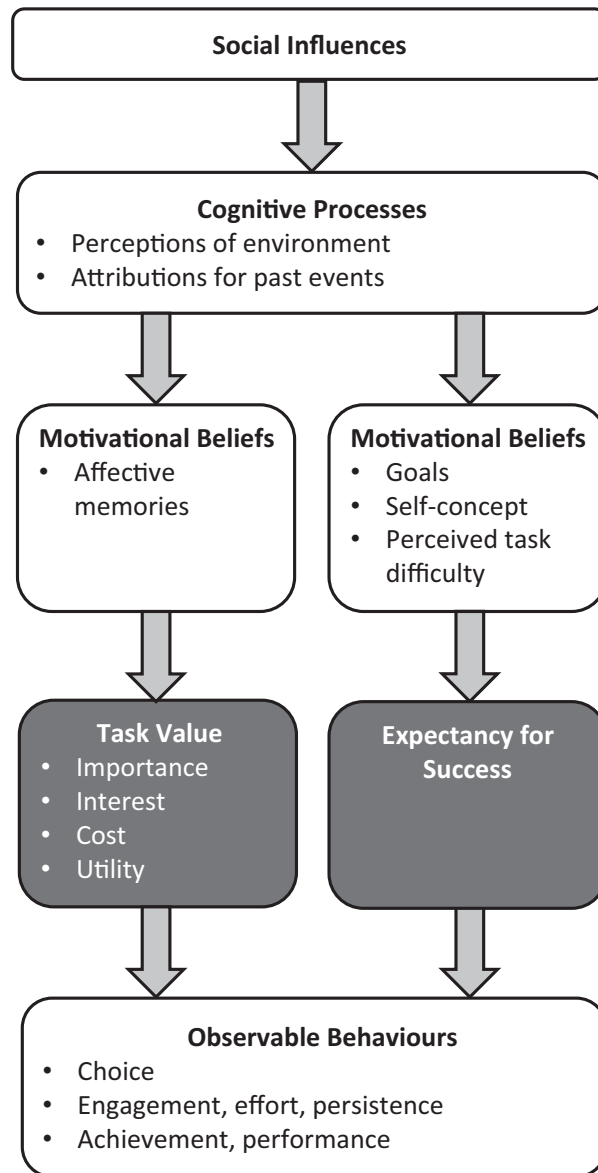 Social Influences
Cognitive Processes
• Perceptions of environment
• Attributions for past events
Motivational Beliefs
• Affective
memories
Motivational Beliefs
• Goals
• Self-concept
• Perceived task
difficulty
Task Value
• Importance
• Interest
• Cost
• Utility
Expectancy for
Success
Observable Behaviours
• Choice
• Engagement, effort, persistence
• Achievement, performance